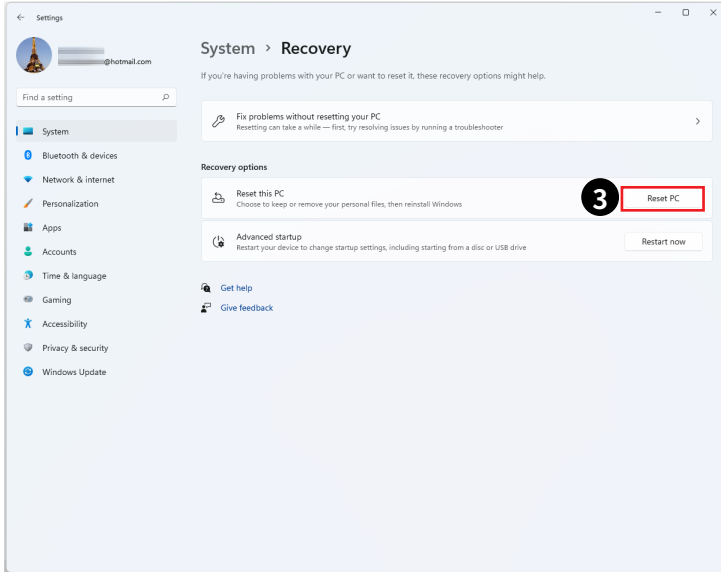 Settings
@hotmail.com
Find a setting
System
Bluetooth & devices
Network & internet
Personalization
Apps
Accounts
Time & language
Gaming
Accessibility
Privacy & security
Windows Update
System > Recovery
If you're having problems with your PC or want to reset it, these recovery options might help.
Fix problems without resetting your PC
Resetting can take a while — first, try resolving issues by running a troubleshooter
Recovery options
Reset this PC
Choose to keep or remove your personal files, then reinstall Windows
3
Reset PC
Advanced startup
Restart your device to change startup settings, including starting from a disc or USB drive
Restart now
Get help
Give feedback